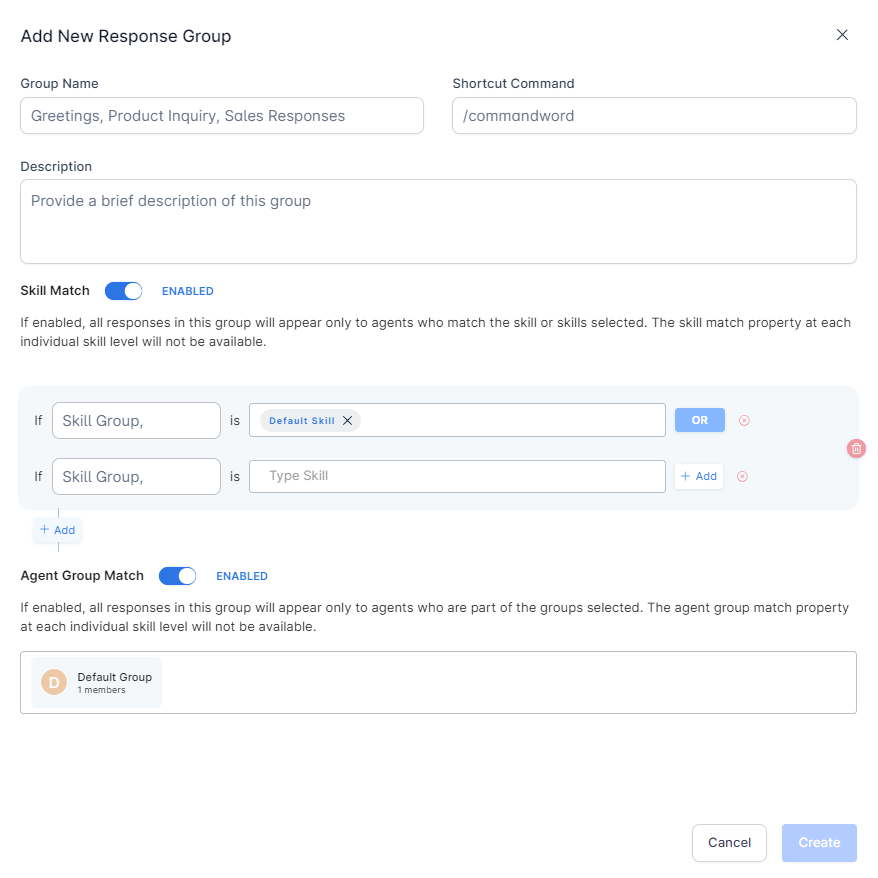 Add New Response Group
Group Name
Shortcut Command
Greetings, Product Inquiry, Sales Responses
/commandword
Description
Provide a brief description of this group
Skill Match
ENABLED
If enabled, all responses in this group will appear only to agents who match the skill or skills selected. The skill match property at each
individual skill level will not be available.
If Skill Group, is Default Skill OR
If Skill Group, is Type Skill + Add
+ Add
Agent Group Match
ENABLED
If enabled, all responses in this group will appear only to agents who are part of the groups selected. The agent group match property
at each individual skill level will not be available.
D
Default Group
1 members
Cancel
Create